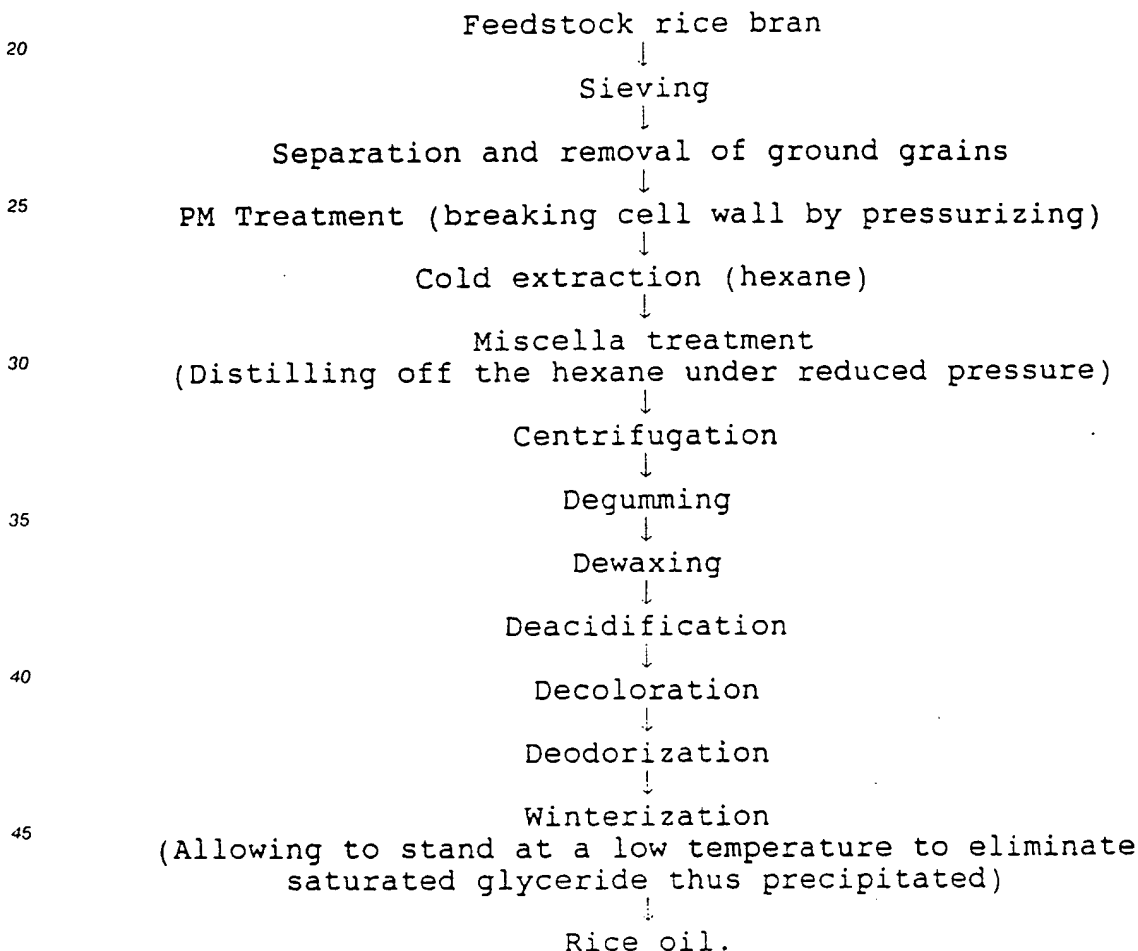 Feedstock rice bran
20
↓
Sieving
↓
Separation and removal of ground grains
↓
25
PM Treatment (breaking cell wall by pressurizing)
↓
Cold extraction (hexane)
↓
Miscella treatment
30
(Distilling off the hexane under reduced pressure)
↓
Centrifugation
↓
Degumming
35
↓
Dewaxing
↓
Deacidification
↓
40
Decoloration
↓
Deodorization
↓
Winterization
45
(Allowing to stand at a low temperature to eliminate
saturated glyceride thus precipitated)
↓
Rice oil.